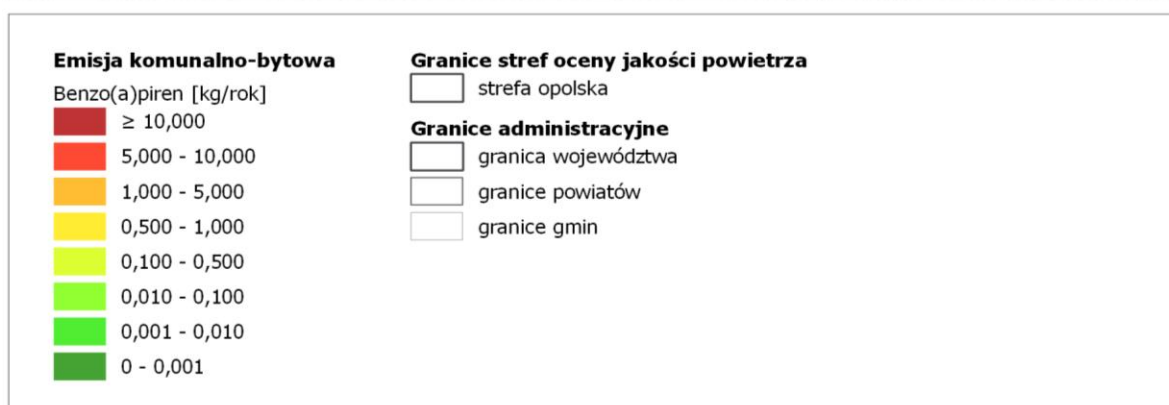 Emisja komunalno-bytowa
Benzo(a)piren [kg/rok]
≥ 10,000
5,000 - 10,000
1,000 - 5,000
0,500 - 1,000
0,100 - 0,500
0,010 - 0,100
0,001 - 0,010
0 - 0,001
Granice stref oceny jakości powietrza
strefa opolska
Granice administracyjne
granica województwa
granice powiatów
granice gmin